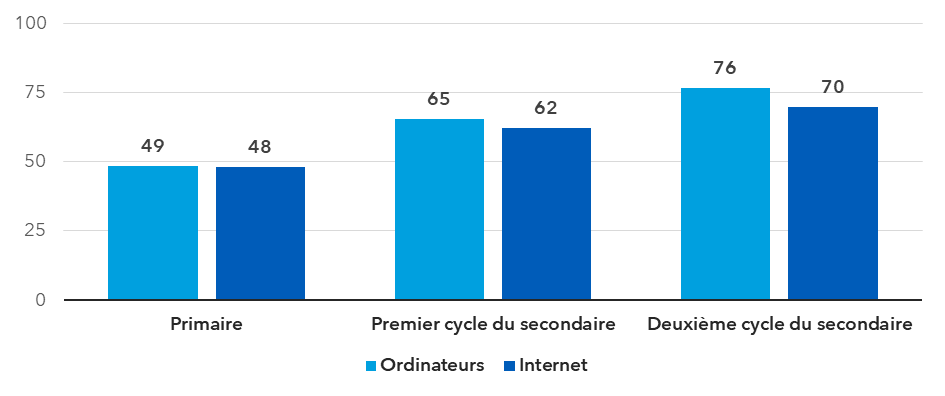 100
76
75
70
65
62
50
49
48
25
0
Primaire
Premier cycle du secondaire
Deuxième cycle du secondaire
Ordinateurs
Internet